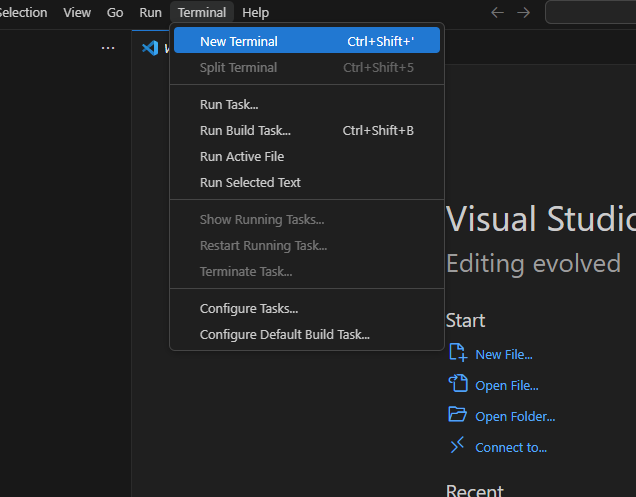 Selection View Go Run Terminal Help
New Terminal Ctrl+Shift+'
Split Terminal Ctrl+Shift+5
Run Task...
Run Build Task... Ctrl+Shift+B
Run Active File
Run Selected Text
Show Running Tasks...
Restart Running Task...
Terminate Task...
Configure Tasks...
Configure Default Build Task...
Visual Studio
Editing evolved
Start
New File...
Open File...
Open Folder...
Connect to...
Recent